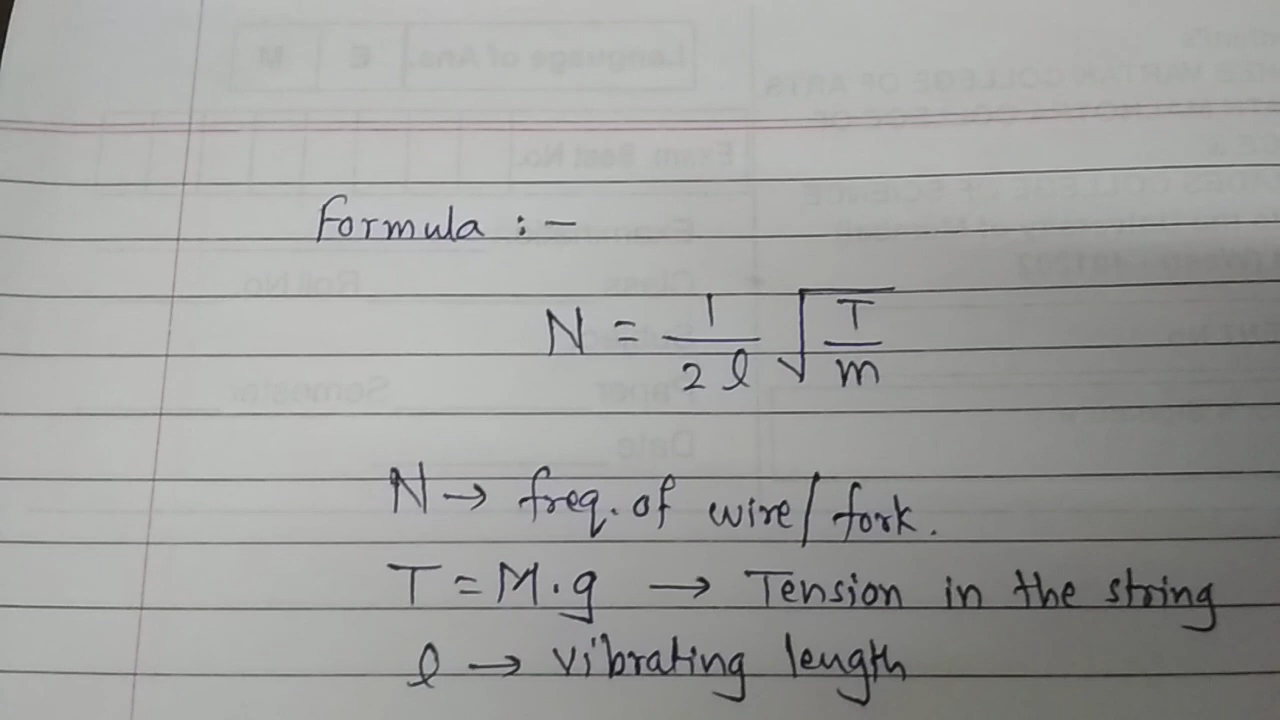 Formula :-
N = 1/2l √T/m
N → freq. of wire/fork.
T = M.g → Tension in the string
l → vibrating length